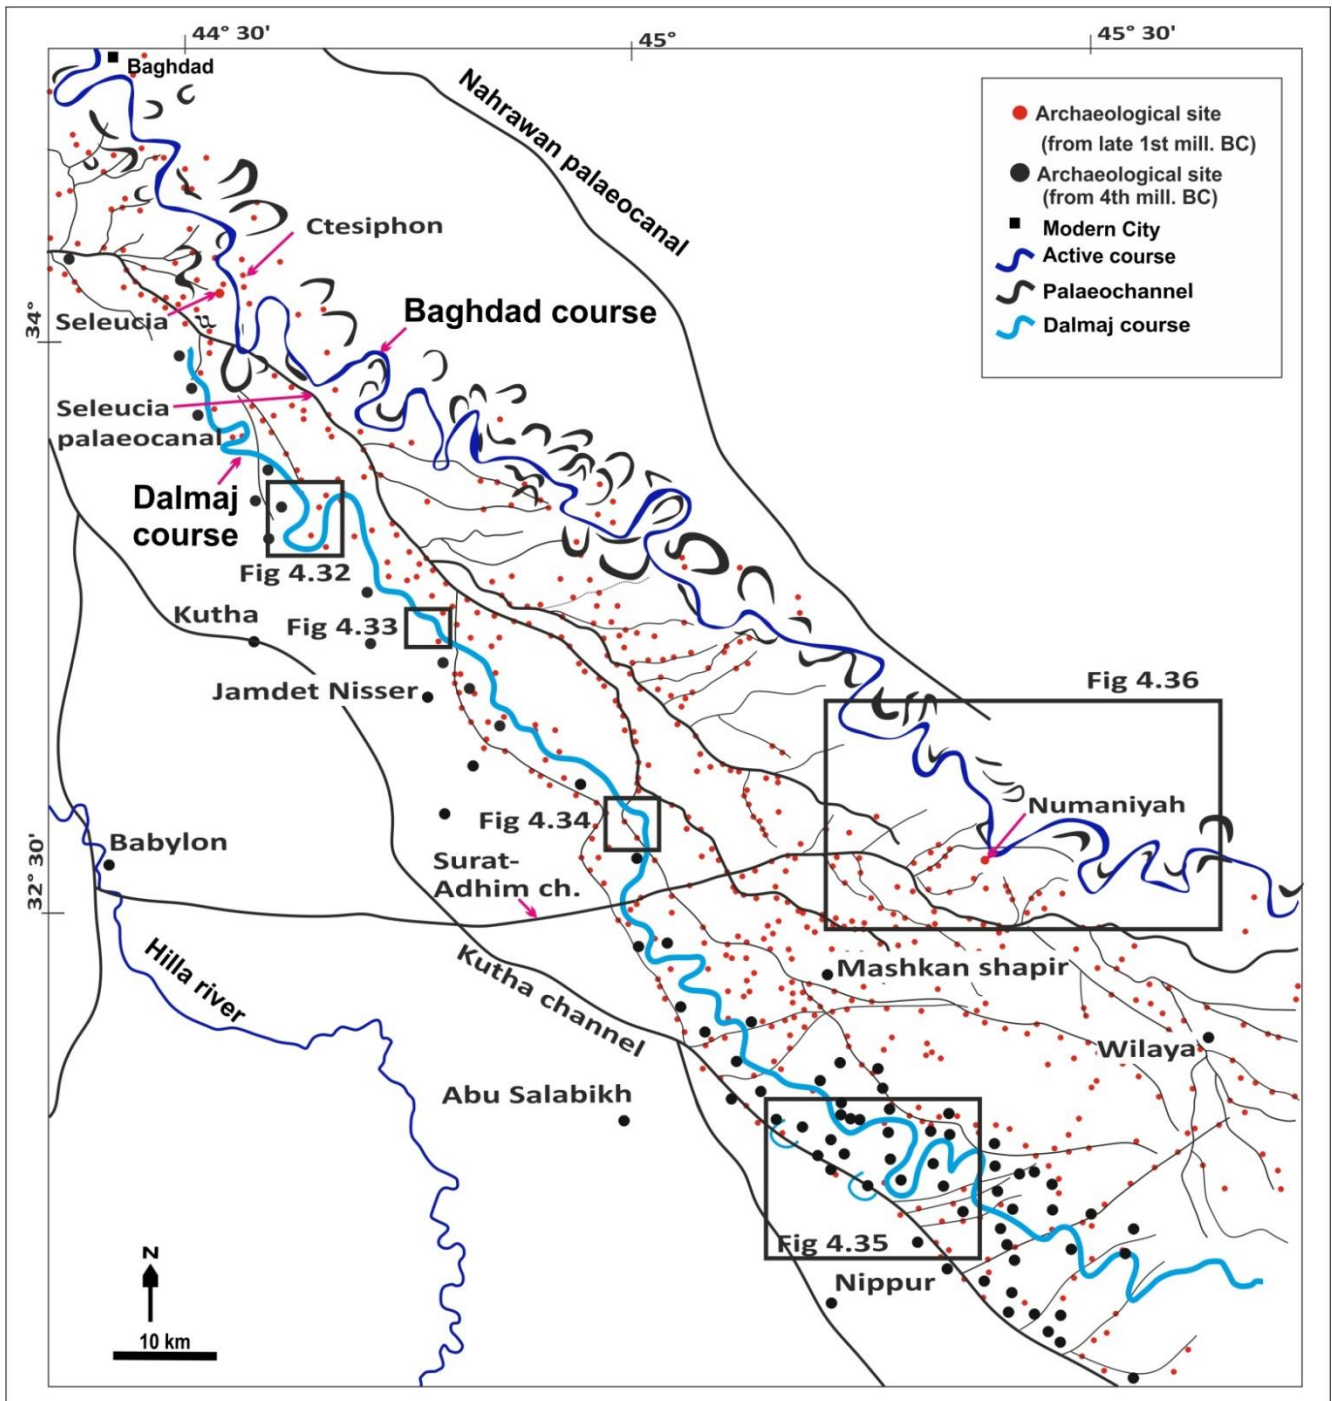 44° 30'
45°
45° 30'
Baghdad
Nahrawan palaeocanal
Archaeological site
(from late 1st mill. BC)
Archaeological site
(from 4th mill. BC)
Modern City
Active course
Palaeochannel
Dalmaj course
Ctesiphon
Seleucia
34°
Baghdad course
Seleucia
palaeocanal
Dalmaj
course
Fig 4.32
Kutha
Fig 4.33
Jamdet Nisser
Fig 4.36
Numaniyah
Fig 4.34
Babylon
32° 30'
Surat-
Adhim ch.
Hilla river
Kutha channel
Mashkan shapir
Wilaya
Abu Salabikh
Fig 4.35
Nippur
N
10 km